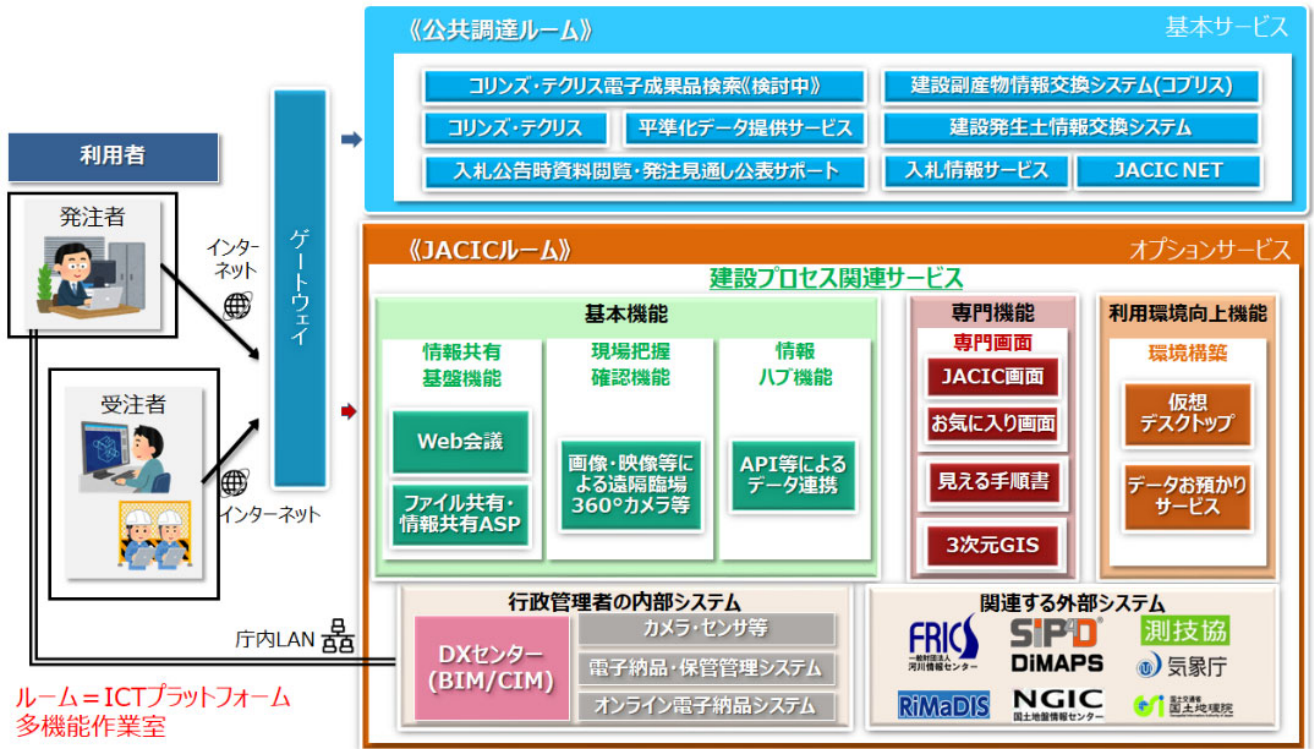 《公共調達ルーム》
基本サービス
コリンズ・テクリス電子成果品検索《検討中》
建設副産物情報交換システム(コブリス)
コリンズ・テクリス
平準化データ提供サービス
建設発生土情報交換システム
入札公告時資料閲覧・発注見通し公表サポート
入札情報サービス
JACIC NET
利用者
発注者
インター
ネット
ゲートウェイ
受注者
インターネット
《JACICルーム》
オプションサービス
建設プロセス関連サービス
基本機能
情報共有
基盤機能
Web会議
ファイル共有・
情報共有ASP
現場把握
確認機能
画像・映像等に
よる遠隔臨場
360°カメラ等
情報
ハブ機能
API等による
データ連携
専門機能
専門画面
JACIC画面
お気に入り画面
見える手順書
3次元GIS
利用環境向上機能
環境構築
仮想
デスクトップ
データお預かり
サービス
庁内LAN
行政管理者の内部システム
DXセンター
(BIM/CIM)
カメラ・センサ等
電子納品・保管管理システム
オンライン電子納品システム
関連する外部システム
FRICS
一般財団法人
河川情報センター
SIP4D®
DiMAPS
測技協
気象庁
RiMaDIS
NGIC
国土地盤情報センター
国土交通省
国土地理院
ルーム＝ICTプラットフォーム
多機能作業室